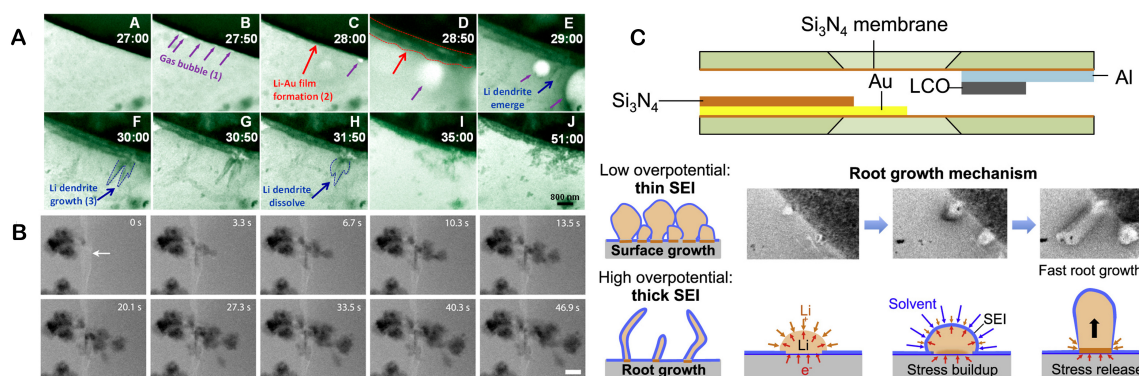 A
A
27:00
B
27:50
Gas bubble (1)
C
28:00
Li-Au film
formation (2)
D
28:50
E
29:00
Li dendrite
emerge
F
30:00
Li dendrite
growth (3)
G
30:50
H
31:50
Li dendrite
dissolve
I
35:00
J
51:00
800 nm
B
0 s
3.3 s
6.7 s
10.3 s
13.5 s
20.1 s
27.3 s
33.5 s
40.3 s
46.9 s
C
Si₃N₄ membrane
Al
LCO
Au
Si₃N₄
Low overpotential:
thin SEI
Surface growth
High overpotential:
thick SEI
Root growth
Root growth mechanism
Fast root growth
Li
Li
e⁻
Solvent
SEI
Stress buildup
Stress release